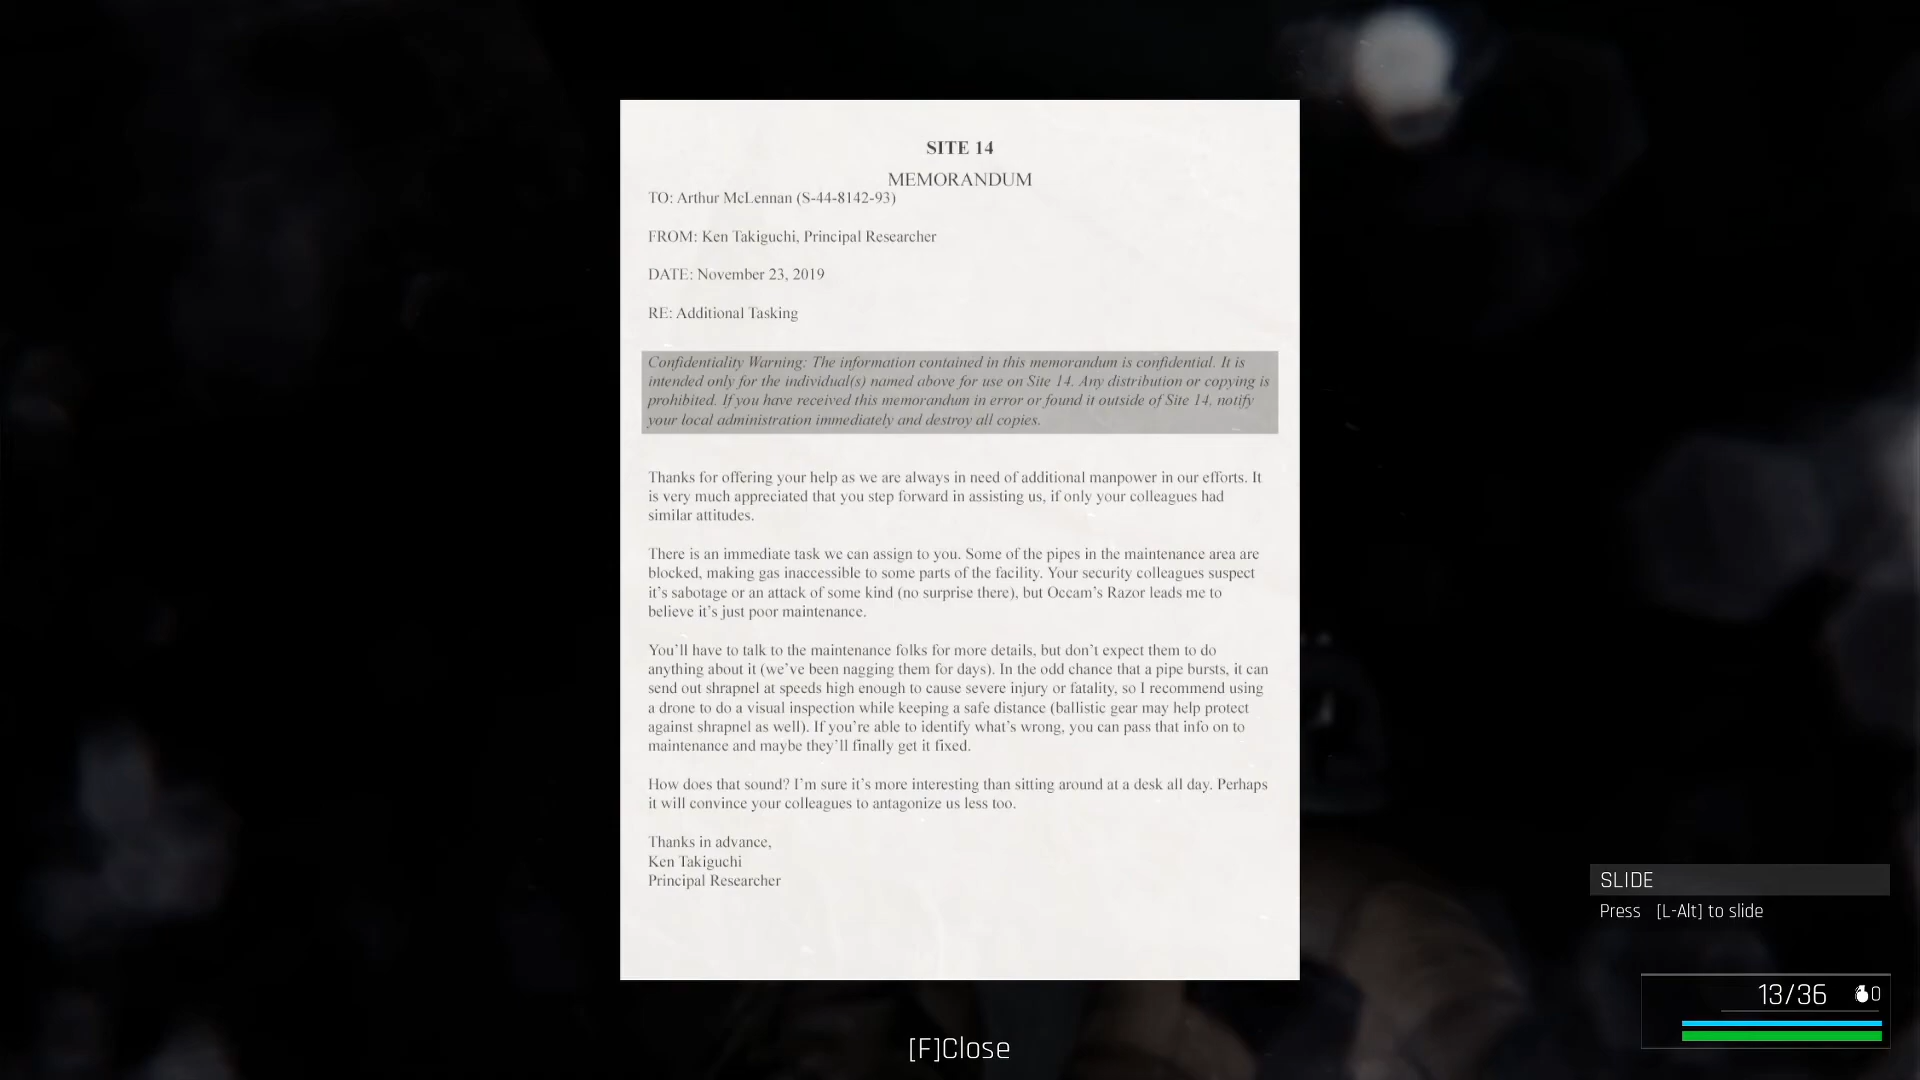 SITE 14
MEMORANDUM
TO: Arthur McLennan (S-44-8142-93)
FROM: Ken Takiguchi, Principal Researcher
DATE: November 23, 2019
RE: Additional Tasking
Confidentiality Warning: The information contained in this memorandum is confidential. It is
intended only for the individual(s) named above for use on Site 14. Any distribution or copying is
prohibited. If you have received this memorandum in error or found it outside of Site 14, notify
your local administration immediately and destroy all copies.
Thanks for offering your help as we are always in need of additional manpower in our efforts. It
is very much appreciated that you step forward in assisting us, if only your colleagues had
similar attitudes.
There is an immediate task we can assign to you. Some of the pipes in the maintenance area are
blocked, making gas inaccessible to some parts of the facility. Your security colleagues suspect
it's sabotage or an attack of some kind (no surprise there), but Occam's Razor leads me to
believe it's just poor maintenance.
You'll have to talk to the maintenance folks for more details, but don't expect them to do
anything about it (we've been nagging them for days). In the odd chance that a pipe bursts, it can
send out shrapnel at speeds high enough to cause severe injury or fatality, so I recommend using
a drone to do a visual inspection while keeping a safe distance (ballistic gear may help protect
against shrapnel as well). If you're able to identify what's wrong, you can pass that info on to
maintenance and maybe they'll finally get it fixed.
How does that sound? I'm sure it's more interesting than sitting around at a desk all day. Perhaps
it will convince your colleagues to antagonize us less too.
Thanks in advance,
Ken Takiguchi
Principal Researcher
SLIDE
Press [L-Alt] to slide
13/36 0
[F]Close